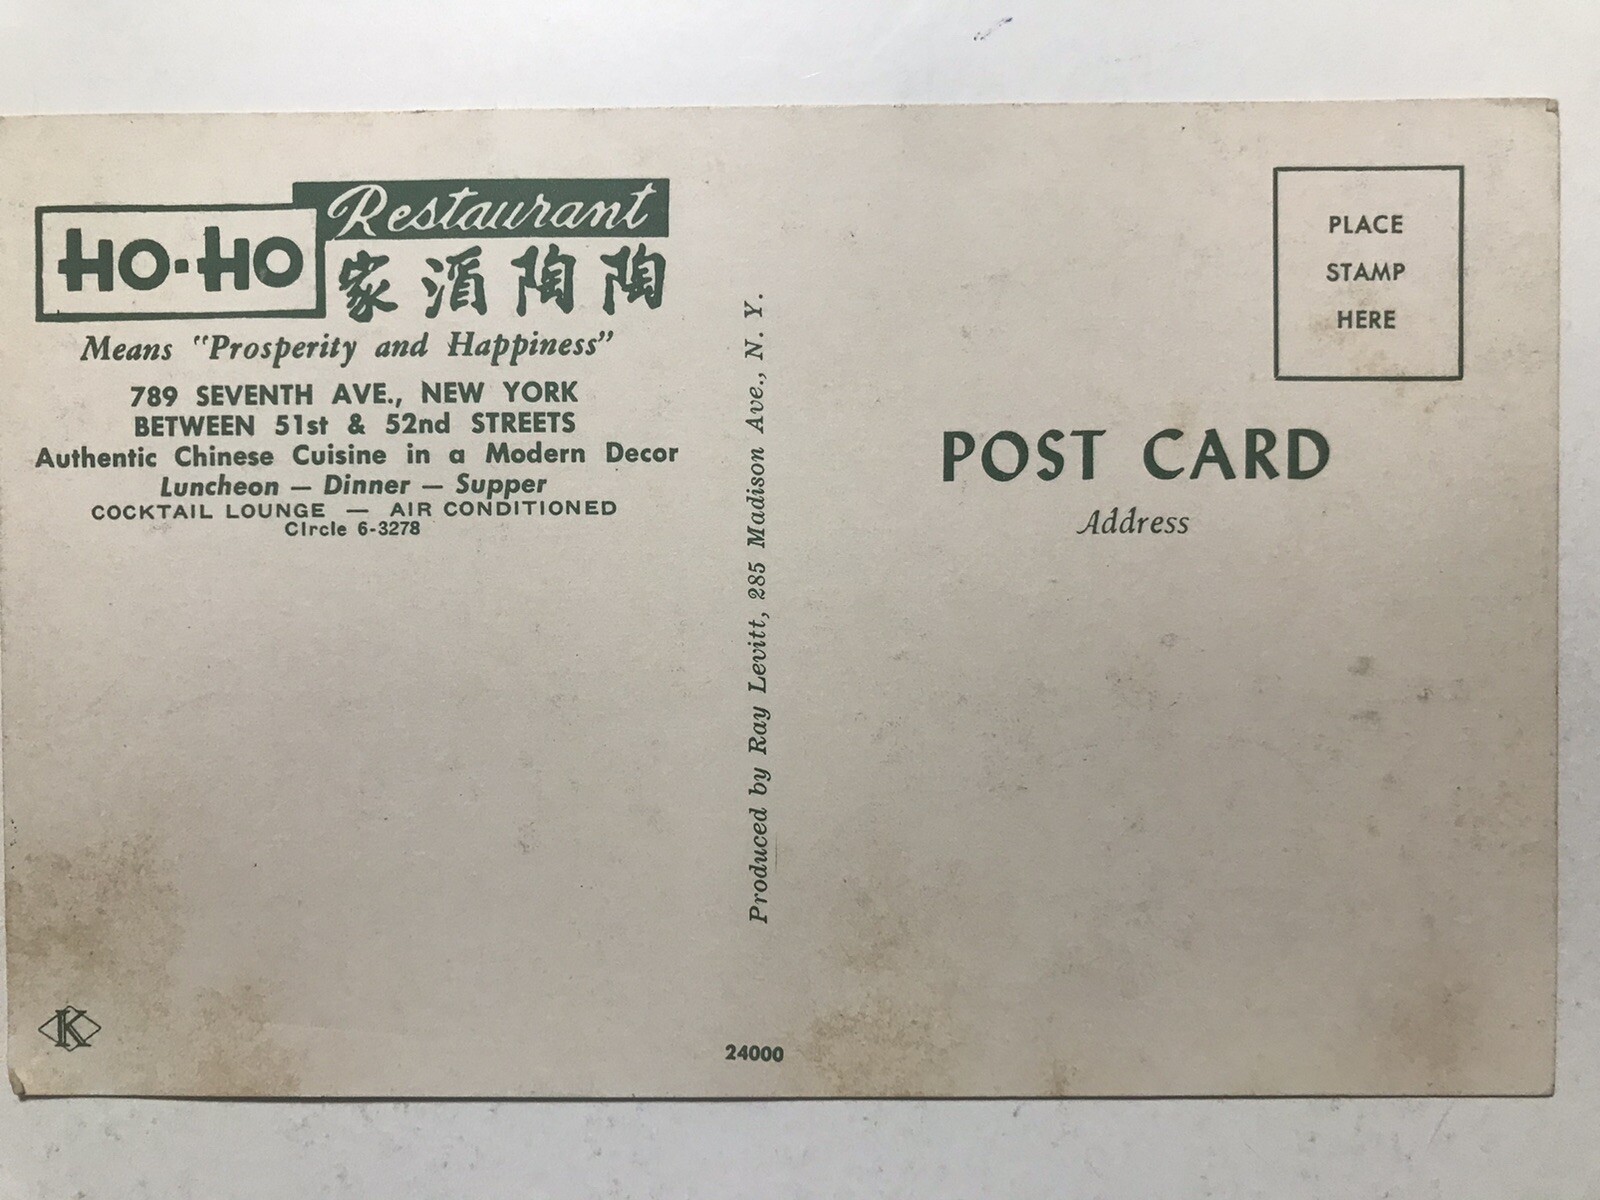 Restaurant
HO-HO
家酒陶陶
Means "Prosperity and Happiness"
789 SEVENTH AVE., NEW YORK
BETWEEN 51st & 52nd STREETS
Authentic Chinese Cuisine in a Modern Decor
Luncheon — Dinner — Supper
COCKTAIL LOUNGE — AIR CONDITIONED
CIrcle 6-3278
K
Produced by Ray Levitt, 285 Madison Ave., N. Y.
24000
PLACE
STAMP
HERE
POST CARD
Address